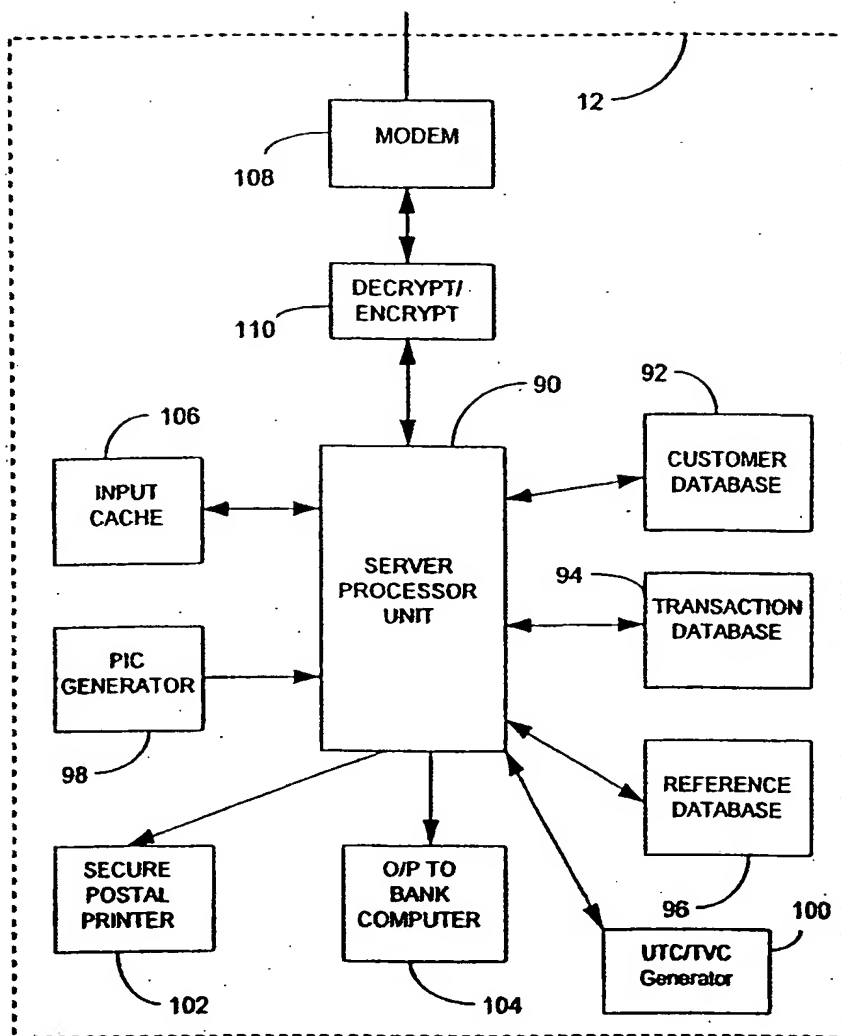 12
MODEM
108
DECRYPT/
ENCRYPT
110
90
92
106
CUSTOMER
DATABASE
INPUT
CACHE
SERVER
PROCESSOR
UNIT
94
TRANSACTION
DATABASE
PIC
GENERATOR
98
REFERENCE
DATABASE
SECURE
POSTAL
PRINTER
O/P TO
BANK
COMPUTER
96
100
UTC/TVC
Generator
102
104